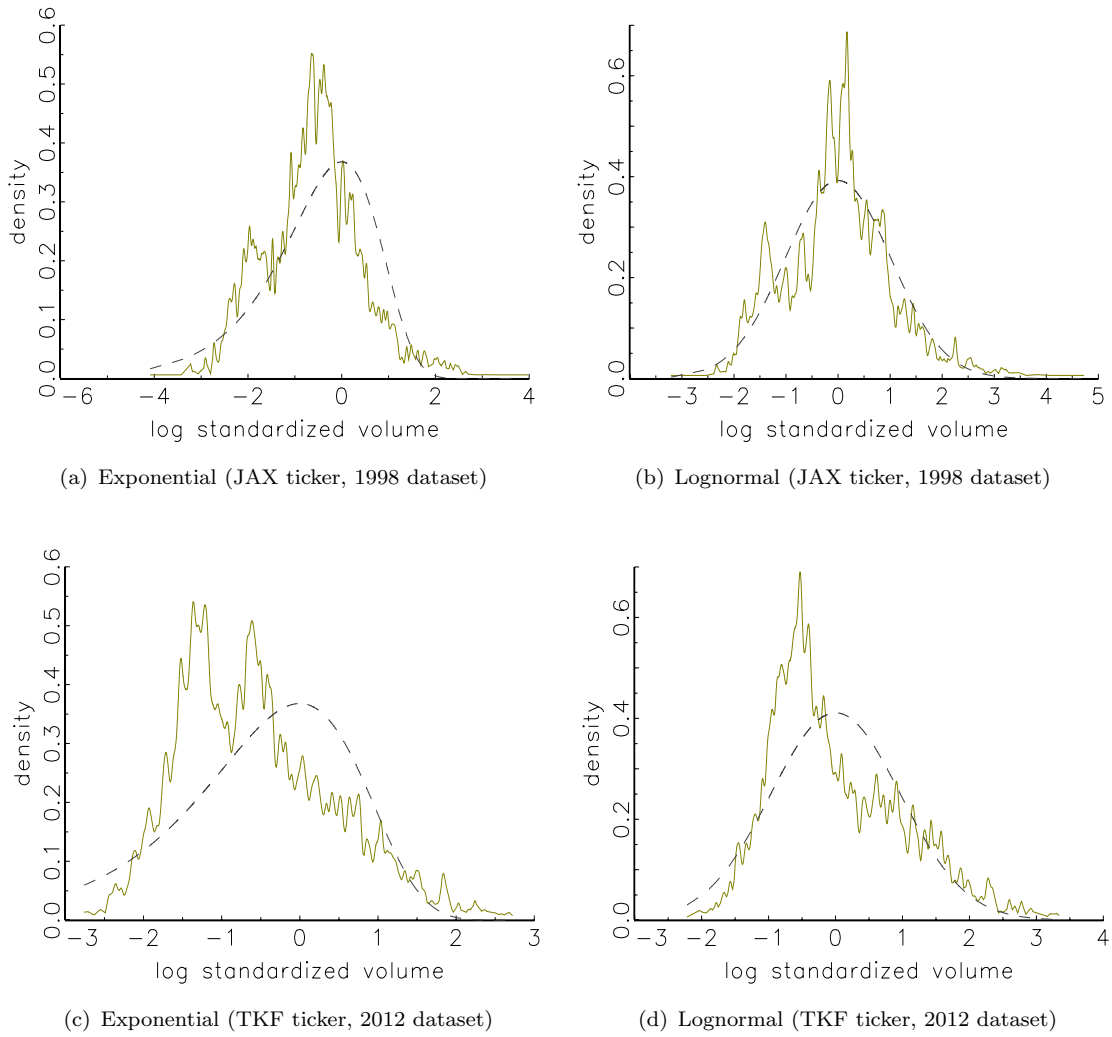 density
0.0 0.1 0.2 0.3 0.4 0.5 0.6
−6 −4 −2 0 2 4
log standardized volume
(a) Exponential (JAX ticker, 1998 dataset)
density
0.0 0.2 0.4 0.6
−3 −2 −1 0 1 2 3 4 5
log standardized volume
(b) Lognormal (JAX ticker, 1998 dataset)
density
0.0 0.1 0.2 0.3 0.4 0.5 0.6
−3 −2 −1 0 1 2 3
log standardized volume
(c) Exponential (TKF ticker, 2012 dataset)
density
0.0 0.2 0.4 0.6
−3 −2 −1 0 1 2 3 4
log standardized volume
(d) Lognormal (TKF ticker, 2012 dataset)